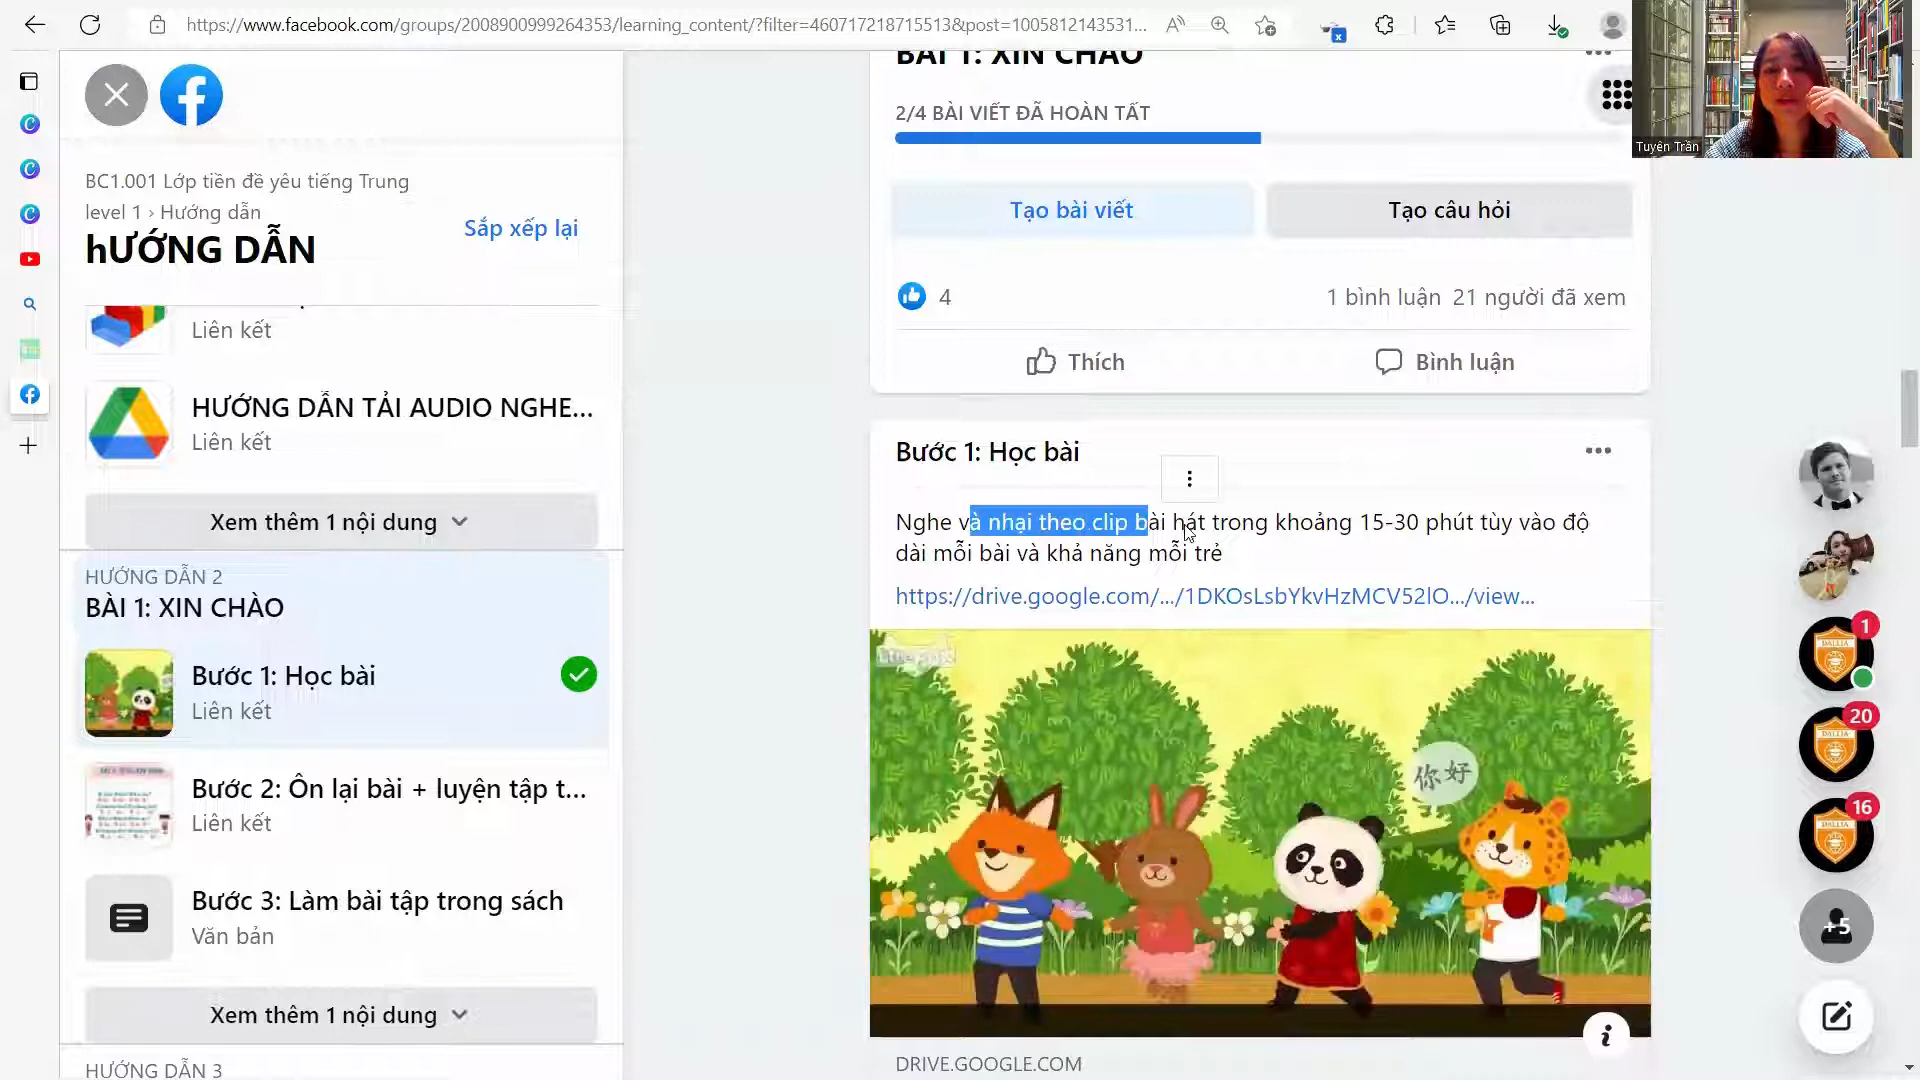 https://www.facebook.com/groups/2008900999264353/learning_content/?filter=460717218715513&post=1005812143531...
BC1.001 Lớp tiền đề yêu tiếng Trung
level 1 › Hướng dẫn
hƯỚNG DẪN
Sắp xếp lại
Liên kết
HƯỚNG DẪN TẢI AUDIO NGHE...
Liên kết
Xem thêm 1 nội dung
HƯỚNG DẪN 2
BÀI 1: XIN CHÀO
Bước 1: Học bài
Liên kết
Bước 2: Ôn lại bài + luyện tập t...
Liên kết
Bước 3: Làm bài tập trong sách
Văn bản
Xem thêm 1 nội dung
HƯỚNG DẪN 3
BÀI 1: XIN CHÀO
2/4 BÀI VIẾT ĐÃ HOÀN TẤT
Tạo bài viết
Tạo câu hỏi
4
1 bình luận 21 người đã xem
Thích
Bình luận
Bước 1: Học bài
Nghe và nhại theo clip bài hát trong khoảng 15-30 phút tùy vào độ
dài mỗi bài và khả năng mỗi trẻ
https://drive.google.com/.../1DKOsLsbYkvHzMCV52lO.../view...
你好
DRIVE.GOOGLE.COM
Tuyên Trần
1
20
16
+5